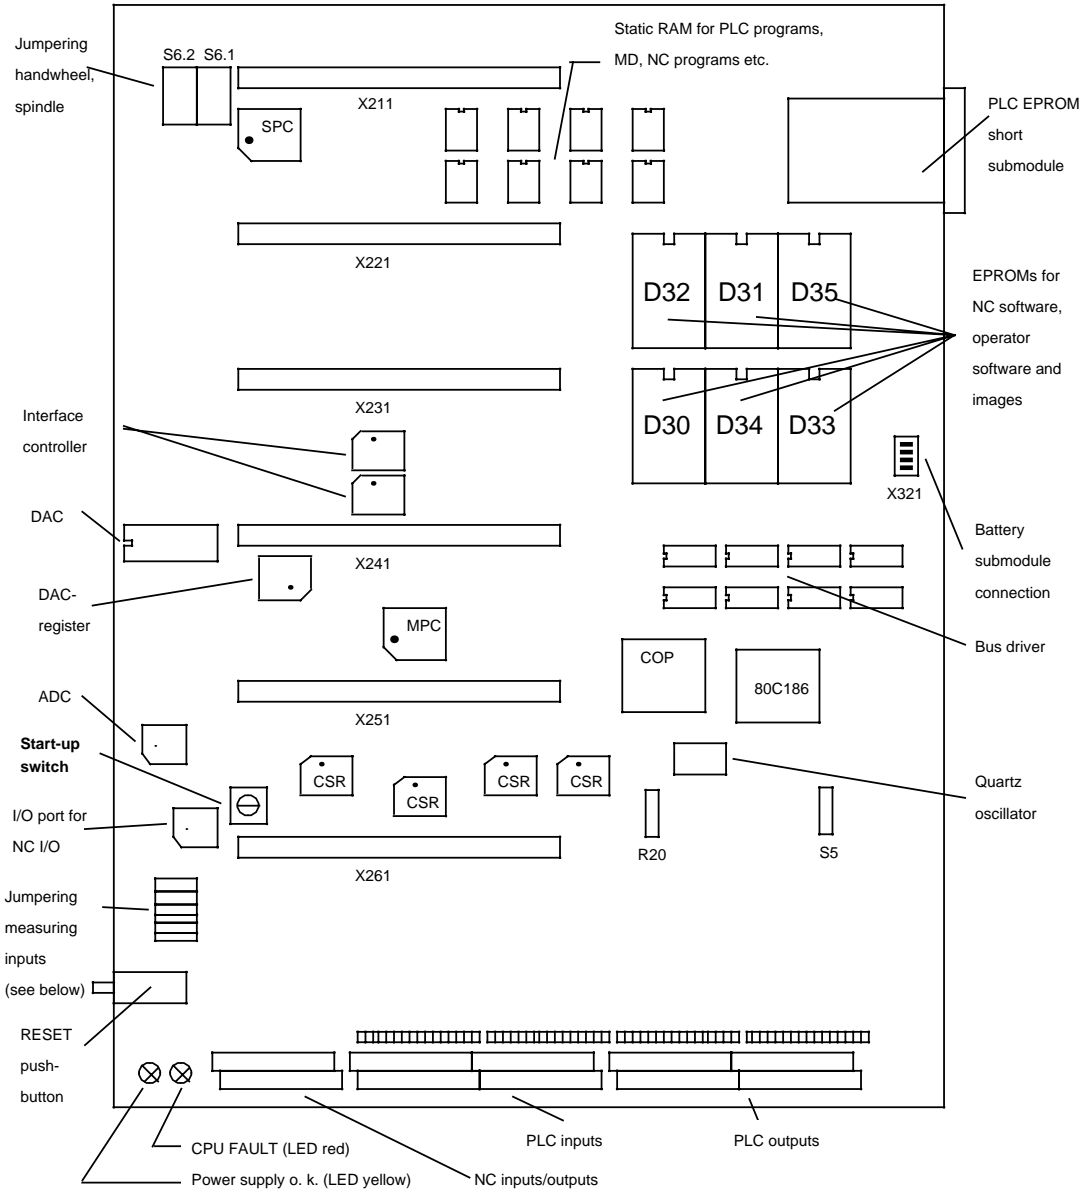 Static RAM for PLC programs,
MD, NC programs etc.
Jumpering
handwheel,
spindle
S6.2
S6.1
X211
SPC
PLC EPROM
short
submodule
X221
D32
D31
D35
EPROMs for
NC software,
operator
software and
images
X231
D30
D34
D33
Interface
controller
X321
DAC
X241
Battery
submodule
connection
DAC-
register
MPC
COP
80C186
Bus driver
ADC
X251
Start-up
switch
CSR
CSR
CSR
CSR
Quartz
oscillator
I/O port for
NC I/O
R20
S5
X261
Jumpering
measuring
inputs
(see below)
RESET
push-
button
CPU FAULT (LED red)
PLC inputs
PLC outputs
Power supply o. k. (LED yellow)
NC inputs/outputs